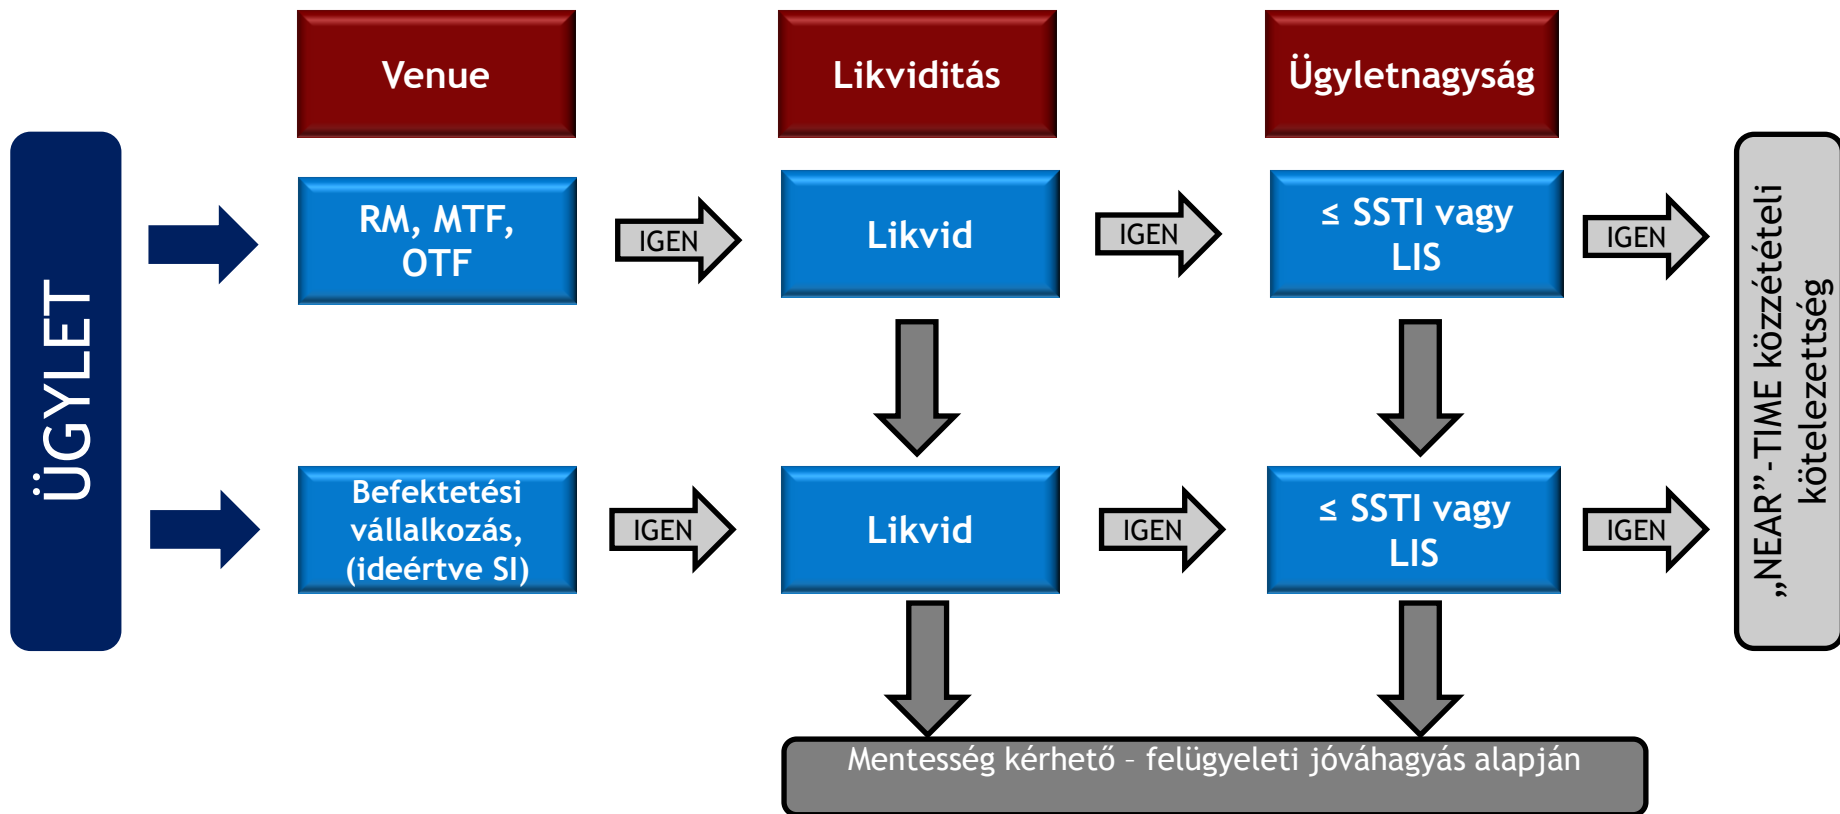 Venue
Likviditás
Ügyletnagyság
ÜGYLET
RM, MTF,
OTF
IGEN
Likvid
IGEN
≤ SSTI vagy
LIS
IGEN
„NEAR”-TIME közzétételi
kötelezettség
Befektetési
vállalkozás,
(ideértve SI)
IGEN
Likvid
IGEN
≤ SSTI vagy
LIS
IGEN
Mentesség kérhető – felügyeleti jóváhagyás alapján